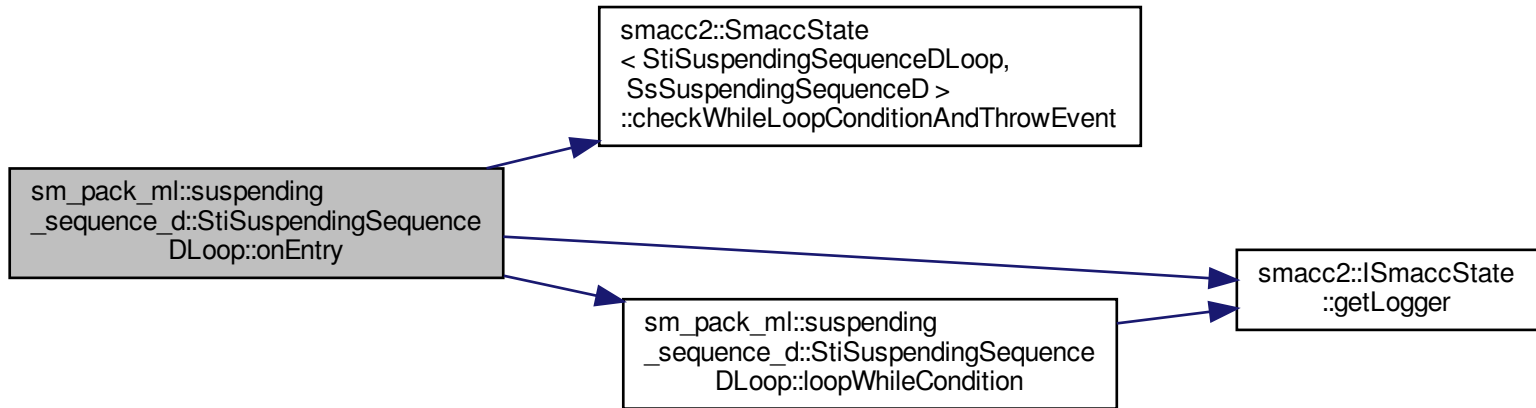 smacc2::SmaccState
< StiSuspendingSequenceDLoop,
SsSuspendingSequenceD >
::checkWhileLoopConditionAndThrowEvent
sm_pack_ml::suspending
_sequence_d::StiSuspendingSequence
DLoop::onEntry
smacc2::ISmaccState
::getLogger
sm_pack_ml::suspending
_sequence_d::StiSuspendingSequence
DLoop::loopWhileCondition